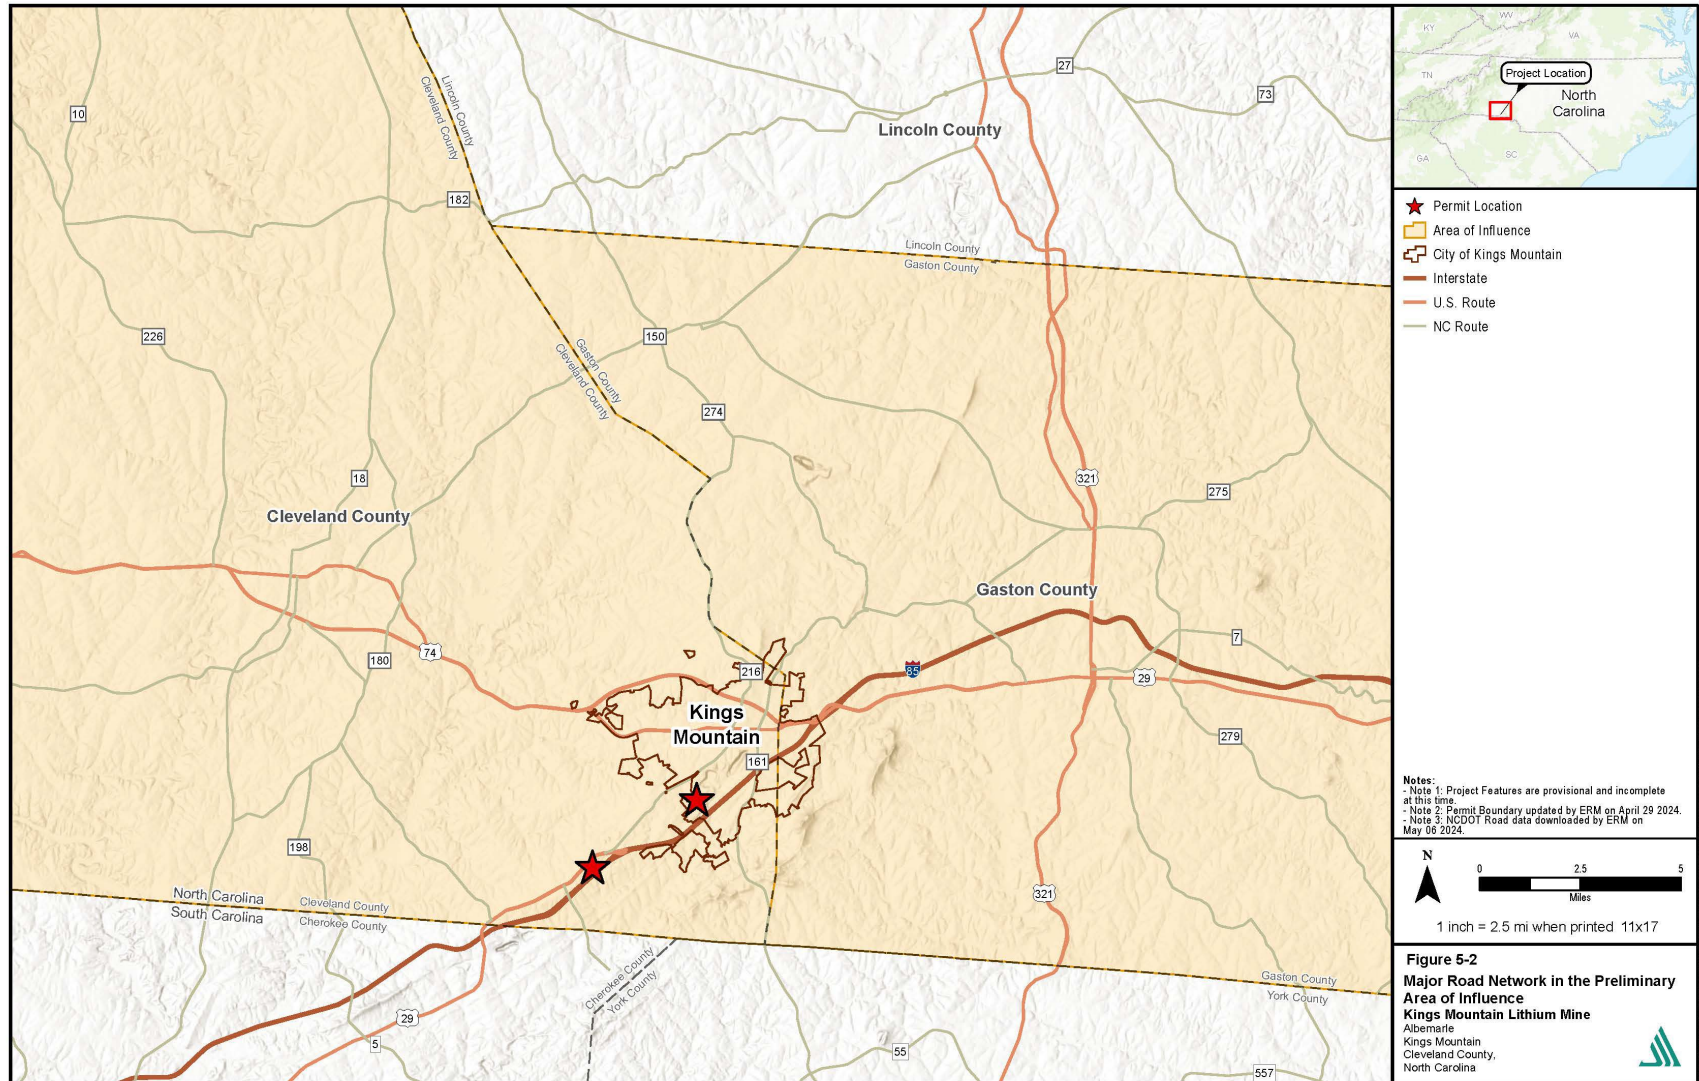 10
Lincoln County
Cleveland County
182
27
73
Lincoln County
Lincoln County
Gaston County
226
150
Gaston County
Cleveland County
274
18
321
275
Cleveland County
Gaston County
74
180
216
85
7
29
Kings
Mountain
161
279
198
321
North Carolina
South Carolina
Cleveland County
Cherokee County
Cherokee County
York County
Gaston County
York County
29
5
55
557
KY
WV
VA
TN
Project Location
North
Carolina
GA
SC
Permit Location
Area of Influence
City of Kings Mountain
Interstate
U.S. Route
NC Route
Notes:
- Note 1: Project Features are provisional and incomplete
at this time.
- Note 2: Permit Boundary updated by ERM on April 29 2024.
- Note 3: NCDOT Road data downloaded by ERM on
May 06 2024.
N
0
2.5
5
Miles
1 inch = 2.5 mi when printed 11x17
Figure 5-2
Major Road Network in the Preliminary
Area of Influence
Kings Mountain Lithium Mine
Albemarle
Kings Mountain
Cleveland County,
North Carolina